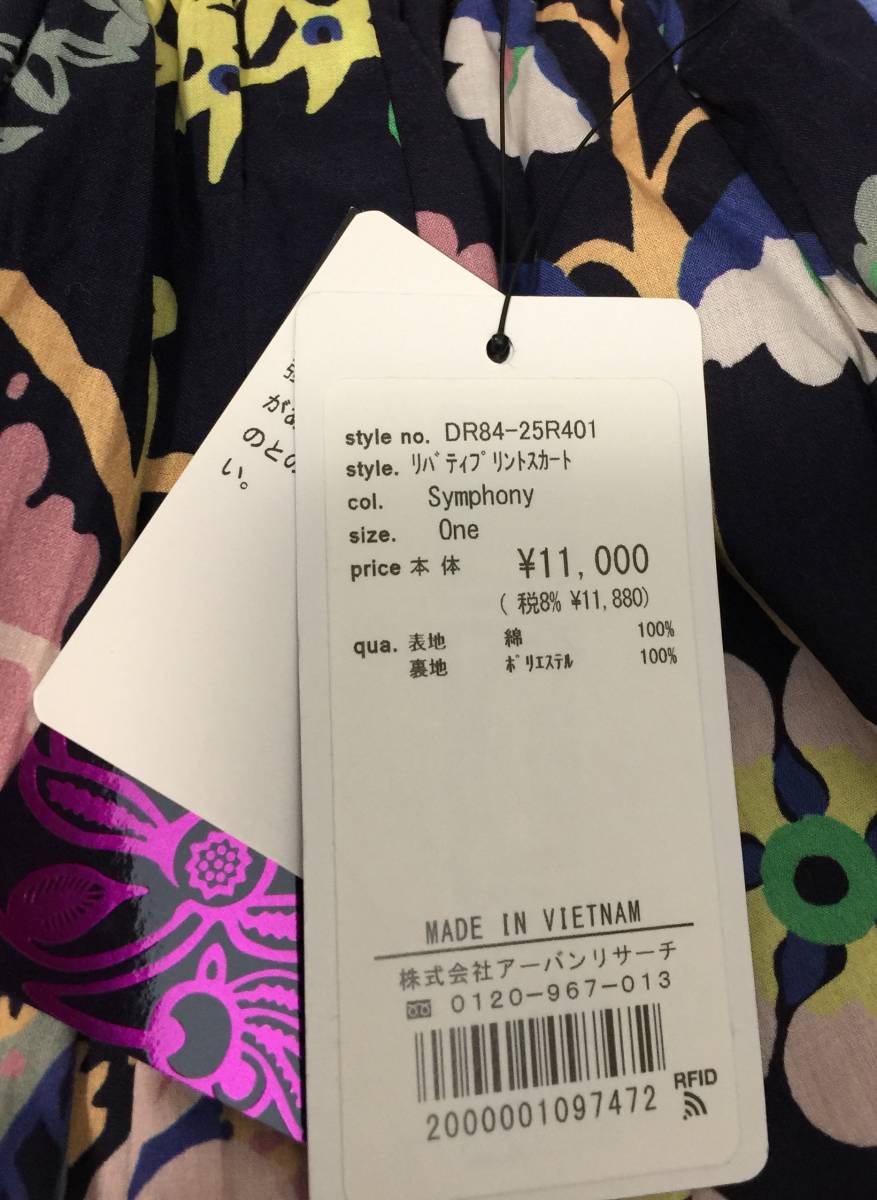 がa
のとの
い。
style no. DR84-25R401
style. ﾘﾊﾞﾃｨﾌﾟﾘﾝﾄｽｶｰﾄ
col. Symphony
size. One
price 本体 ¥11,000
( 税8% ¥11,880)
qua. 表地 綿 100%
裏地 ﾎﾟﾘｴｽﾃﾙ 100%
MADE IN VIETNAM
株式会社アーバンリサーチ
0120-967-013
RFID
2000001097472